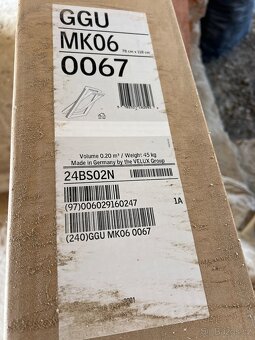 GGU
MK06
78 cm x 118 cm
0067
Volume 0.20 m³ / Weight 45 kg
Made in Germany by the VELUX Group
24BS02N
(97)006029160247
1A
(240)GGU MK06 0067